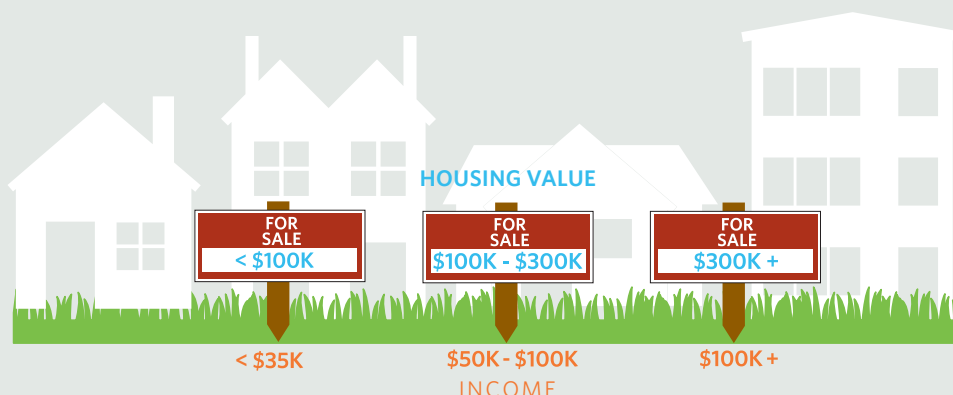 HOUSING VALUE
FOR
SALE
< $100K
FOR
SALE
$100K - $300K
FOR
SALE
$300K +
< $35K
$50K - $100K
$100K +
INCOME